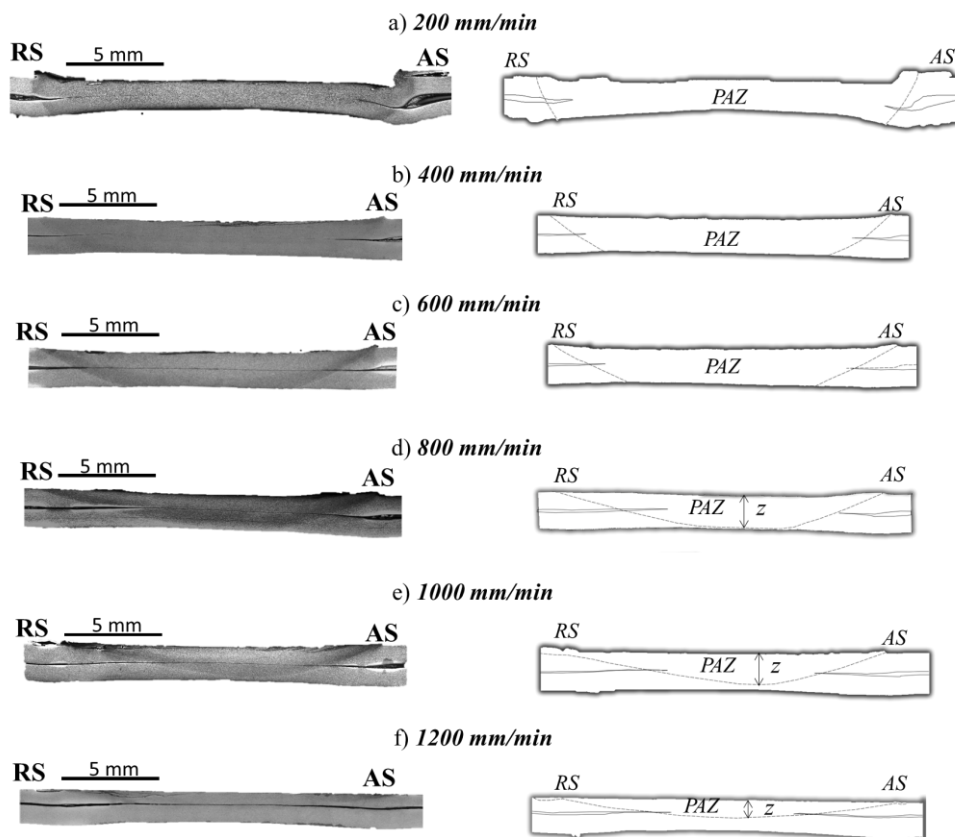 a) 200 mm/min
RS 5 mm AS RS AS
PAZ
b) 400 mm/min
RS 5 mm AS RS AS
PAZ
c) 600 mm/min
RS 5 mm AS RS AS
PAZ
d) 800 mm/min
RS 5 mm AS RS AS
PAZ z
e) 1000 mm/min
RS 5 mm AS RS AS
PAZ z
f) 1200 mm/min
RS 5 mm AS RS AS
PAZ z